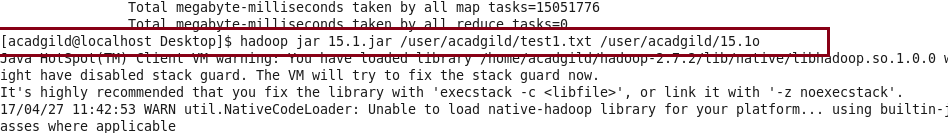 Total megabyte-milliseconds taken by all map tasks=15051776
Total megabyte-milliseconds taken by all reduce tasks=0
[acadgild@localhost Desktop]$ hadoop jar 15.1.jar /user/acadgild/test1.txt /user/acadgild/15.1o
Java HotSpot(TM) Client VM warning: You have loaded library /home/acadgild/hadoop-2.7.2/lib/native/libhadoop.so.1.0.0 w
ight have disabled stack guard. The VM will try to fix the stack guard now.
It's highly recommended that you fix the library with 'execstack -c <libfile>', or link it with '-z noexecstack'.
17/04/27 11:42:53 WARN util.NativeCodeLoader: Unable to load native-hadoop library for your platform... using builtin-j
asses where applicable